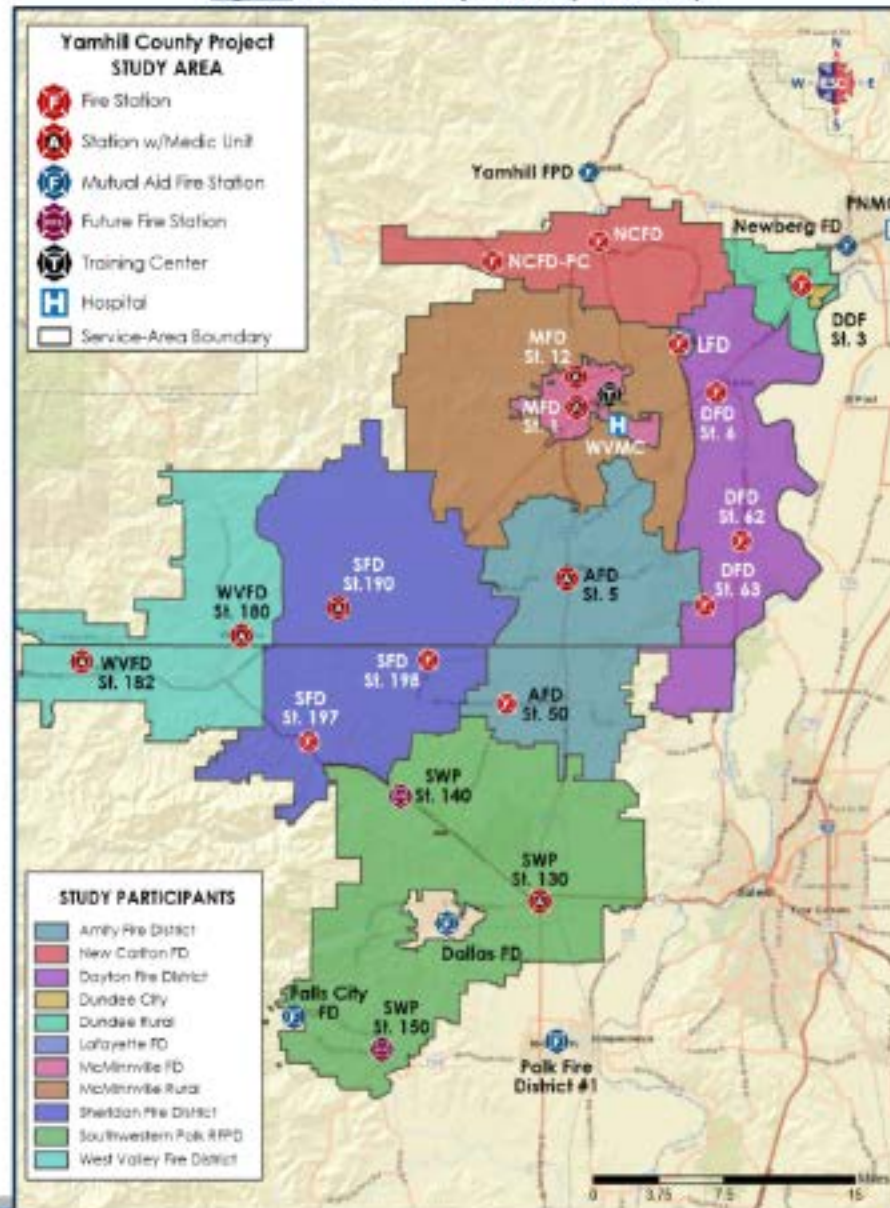 Yamhill County Project
STUDY AREA
Fire Station
Station w/Medic Unit
Mutual Aid Fire Station
Future Fire Station
Training Center
Hospital
Service-Area Boundary
N
W
E
S
Yamhill FPD
PNMC
Newberg FD
NCFD
NCFD-PC
DDF
St. 3
MFD
St. 12
LFD
MFD
St. 1
DFD
St. 6
WVMC
DFD
St. 62
SFD
St.190
AFD
St. 5
DFD
St. 63
WVFD
St. 180
WVFD
St. 182
SFD
St. 198
SFD
St. 197
AFD
St. 50
SWP
St. 140
SWP
St. 130
Dallas FD
Falls City
FD
SWP
St. 150
Polk Fire
District #1
STUDY PARTICIPANTS
Amity Fire District
New Carlton FD
Dayton Fire District
Dundee City
Dundee Rural
Lafayette FD
McMinnville FD
McMinnville Rural
Sheridan Fire District
Southwestern Polk RFPD
West Valley Fire District
Miles
0 3.75 7.5 15